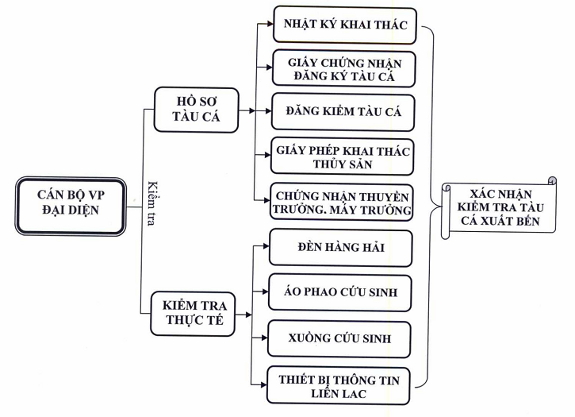 NHẬT KÝ KHAI THÁC
GIẤY CHỨNG NHẬN
ĐĂNG KÝ TÀU CÁ
HỒ SƠ
TÀU CÁ
ĐĂNG KIỂM TÀU CÁ
GIẤY PHÉP KHAI THÁC
THỦY SẢN
CHỨNG NHẬN THUYỀN
TRƯỞNG. MÁY TRƯỞNG
CÁN BỘ VP
ĐẠI DIỆN
Kiểm tra
XÁC NHẬN
KIỂM TRA TÀU
CÁ XUẤT BẾN
ĐÈN HÀNG HẢI
ÁO PHAO CỨU SINH
KIỂM TRA
THỰC TẾ
XUỒNG CỨU SINH
THIẾT BỊ THÔNG TIN
LIÊN LAC